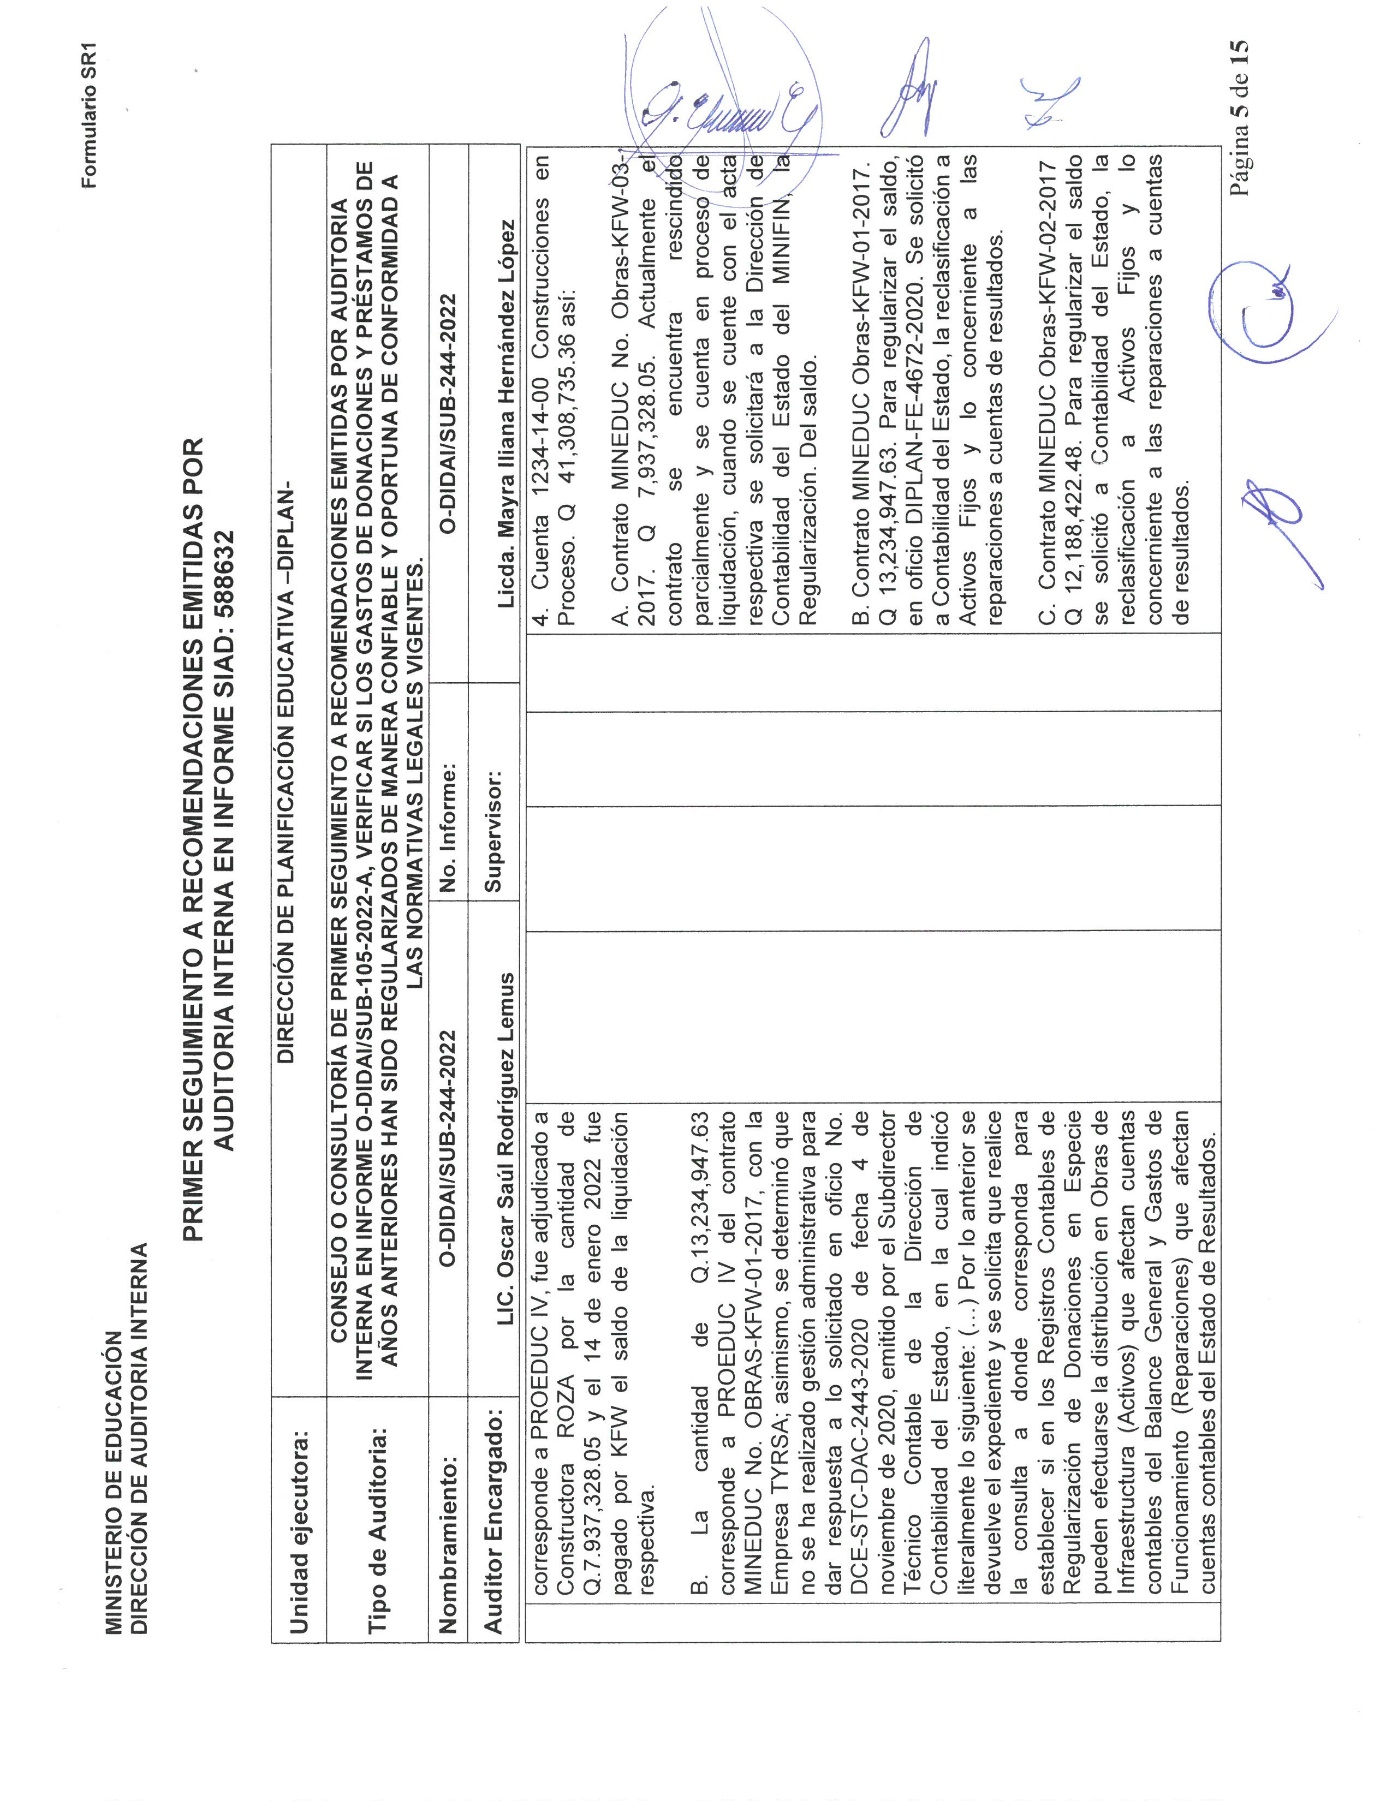 Formulario SR1
MINISTERIO DE EDUCACIÓN
DIRECCIÓN DE AUDITORIA INTERNA
PRIMER SEGUIMIENTO A RECOMENDACIONES EMITIDAS POR
AUDITORIA INTERNA EN INFORME SIAD: 588632
Unidad ejecutora:
DIRECCIÓN DE PLANIFICACIÓN EDUCATIVA –DIPLAN-
Tipo de Auditoria:
CONSEJO O CONSULTORÍA DE PRIMER SEGUIMIENTO A RECOMENDACIONES EMITIDAS POR AUDITORIA
INTERNA EN INFORME O-DIDAI/SUB-105-2022-A, VERIFICAR SI LOS GASTOS DE DONACIONES Y PRÉSTAMOS DE
AÑOS ANTERIORES HAN SIDO REGULARIZADOS DE MANERA CONFIABLE Y OPORTUNA DE CONFORMIDAD A
LAS NORMATIVAS LEGALES VIGENTES.
Nombramiento:
O-DIDAI/SUB-244-2022
No. Informe:
O-DIDAI/SUB-244-2022
Auditor Encargado:
LIC. Oscar Saúl Rodríguez Lemus
Supervisor:
Licda. Mayra Iliana Hernández López
corresponde a PROEDUC IV, fue adjudicado a
Constructora ROZA por la cantidad de
Q.7.937,328.05 y el 14 de enero 2022 fue
pagado por KFW el saldo de la liquidación
respectiva.
B. La cantidad de Q.13,234,947.63
corresponde a PROEDUC IV del contrato
MINEDUC No. OBRAS-KFW-01-2017, con la
Empresa TYRSA; asimismo, se determinó que
no se ha realizado gestión administrativa para
dar respuesta a lo solicitado en oficio No.
DCE-STC-DAC-2443-2020 de fecha 4 de
noviembre de 2020, emitido por el Subdirector
Técnico Contable de la Dirección de
Contabilidad del Estado, en la cual indicó
literalmente lo siguiente: (…) Por lo anterior se
devuelve el expediente y se solicita que realice
la consulta a donde corresponda para
establecer si en los Registros Contables de
Regularización de Donaciones en Especie
pueden efectuarse la distribución en Obras de
Infraestructura (Activos) que afectan cuentas
contables del Balance General y Gastos de
Funcionamiento (Reparaciones) que afectan
cuentas contables del Estado de Resultados.
4. Cuenta 1234-14-00 Construcciones en
Proceso. Q 41,308,735.36 así:
A. Contrato MINEDUC No. Obras-KFW-03-
2017. Q 7,937,328.05. Actualmente el
contrato se encuentra rescindido
parcialmente y se cuenta en proceso de
liquidación, cuando se cuente con el acta
respectiva se solicitará a la Dirección de
Contabilidad del Estado del MINIFIN, la
Regularización. Del saldo.
B. Contrato MINEDUC Obras-KFW-01-2017.
Q 13,234,947.63. Para regularizar el saldo,
en oficio DIPLAN-FE-4672-2020. Se solicitó
a Contabilidad del Estado, la reclasificación a
Activos Fijos y lo concerniente a las
reparaciones a cuentas de resultados.
C. Contrato MINEDUC Obras-KFW-02-2017
Q 12,188,422.48. Para regularizar el saldo
se solicitó a Contabilidad del Estado, la
reclasificación a Activos Fijos y lo
concerniente a las reparaciones a cuentas
de resultados.
Página 5 de 15